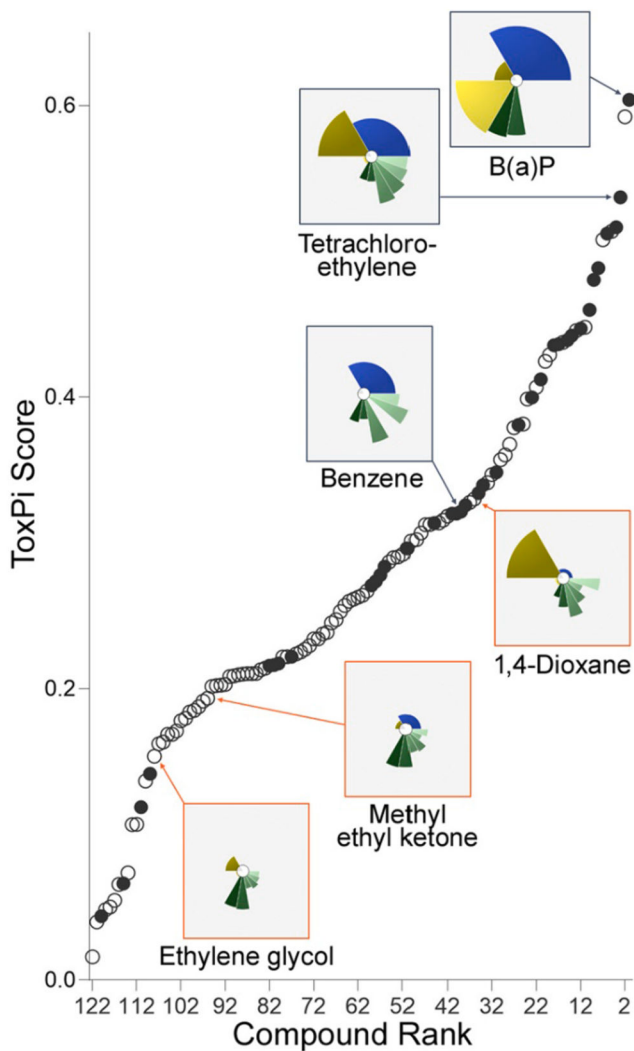 0.6
B(a)P
Tetrachloro-
ethylene
0.4
Benzene
ToxPi Score
1,4-Dioxane
0.2
Methyl
ethyl ketone
Ethylene glycol
0.0
122 112 102 92 82 72 62 52 42 32 22 12 2
Compound Rank